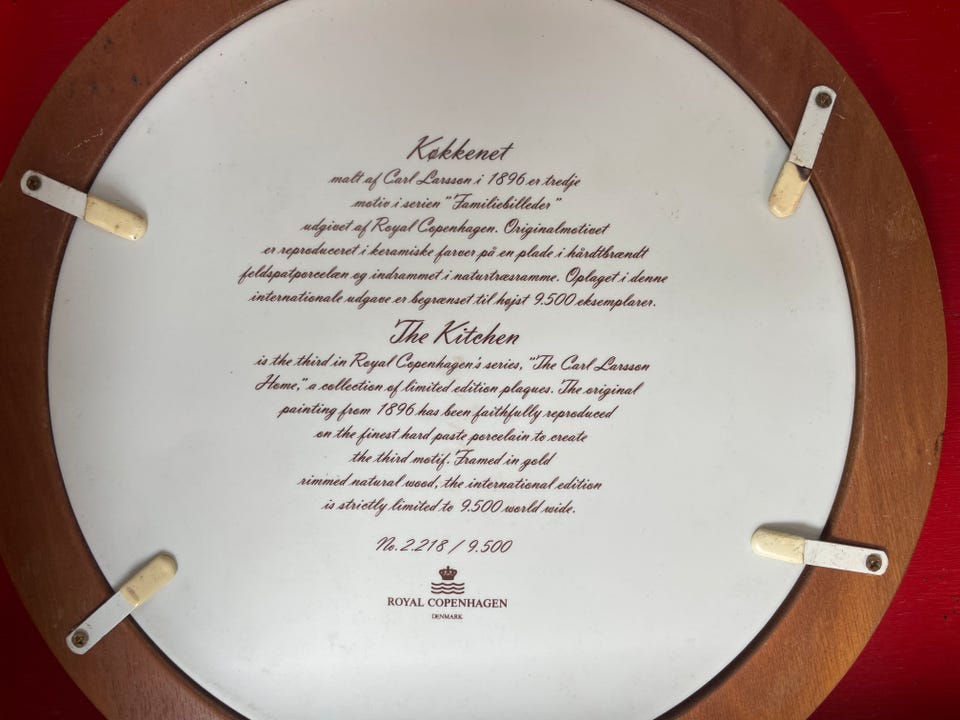 Køkkenet
malt af Carl Larsson i 1896 er tredje
motiv i serien "Familiebilleder"
udgivet af Royal Copenhagen. Originalmotivet
er reproduceret i keramiske farver på en plade i hårdtbrændt
feldspatporcelæn og indrammet i naturtræsramme. Oplaget i denne
internationale udgave er begrænset til højst 9.500 eksemplarer.
The Kitchen
is the third in Royal Copenhagen's series, "The Carl Larsson
Home," a collection of limited edition plaques. The original
painting from 1896 has been faithfully reproduced
on the finest hard paste porcelain to create
the third motif. Framed in gold
rimmed natural wood, the international edition
is strictly limited to 9.500 world wide.
No. 2.218 / 9.500
ROYAL COPENHAGEN
DENMARK